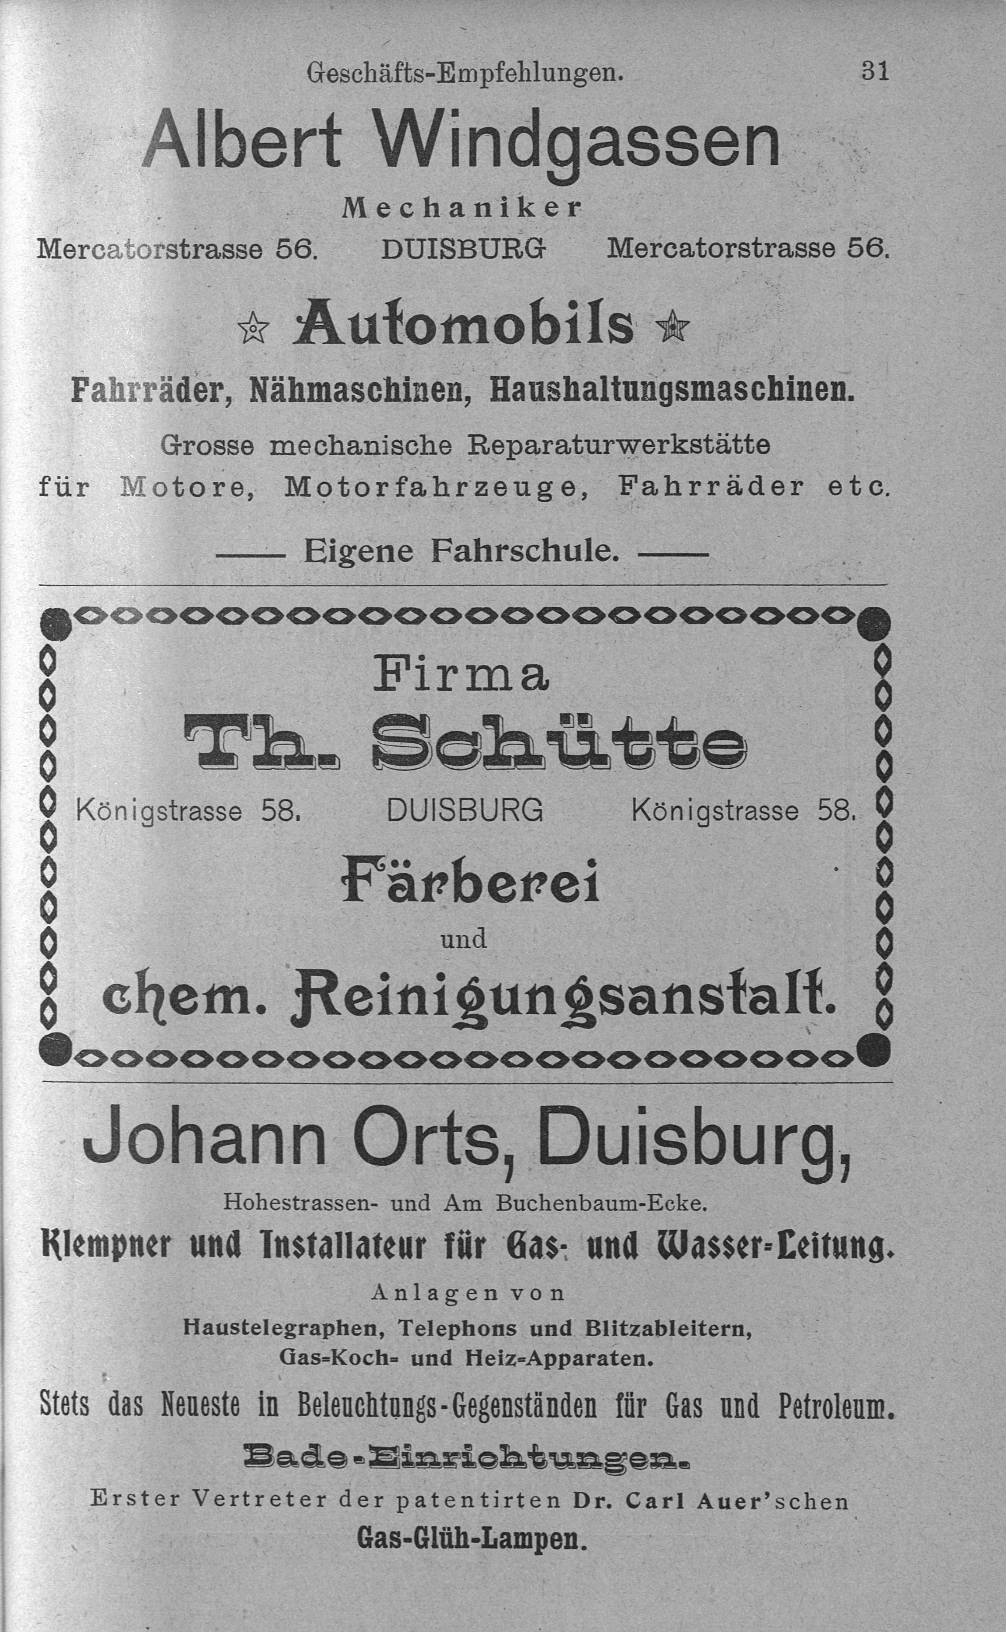 Geschäfts-Empfehlungen. 31
Albert Windgassen
Mechaniker
Mercatorstrasse 56. DUISBURG Mercatorstrasse 56.
Automobils
Fahrräder, Nähmaschinen, Haushaltungsmaschinen.
Grosse mechanische Reparaturwerkstätte
für Motore, Motorfahrzeuge, Fahrräder etc.
Eigene Fahrschule.
Firma
Th. Schütte
Königstrasse 58. DUISBURG Königstrasse 58.
Färberei
und
chem. Reinigungsanstalt.
Johann Orts, Duisburg,
Hohestrassen- und Am Buchenbaum-Ecke.
Klempner und Installateur für Gas- und Wasser-Leitung.
Anlagen von
Haustelegraphen, Telephons und Blitzableitern,
Gas-Koch- und Heiz-Apparaten.
Stets das Neueste in Beleuchtungs-Gegenständen für Gas und Petroleum.
Bade-Einrichtungen.
Erster Vertreter der patentirten Dr. Carl Auer'schen
Gas-Glüh-Lampen.